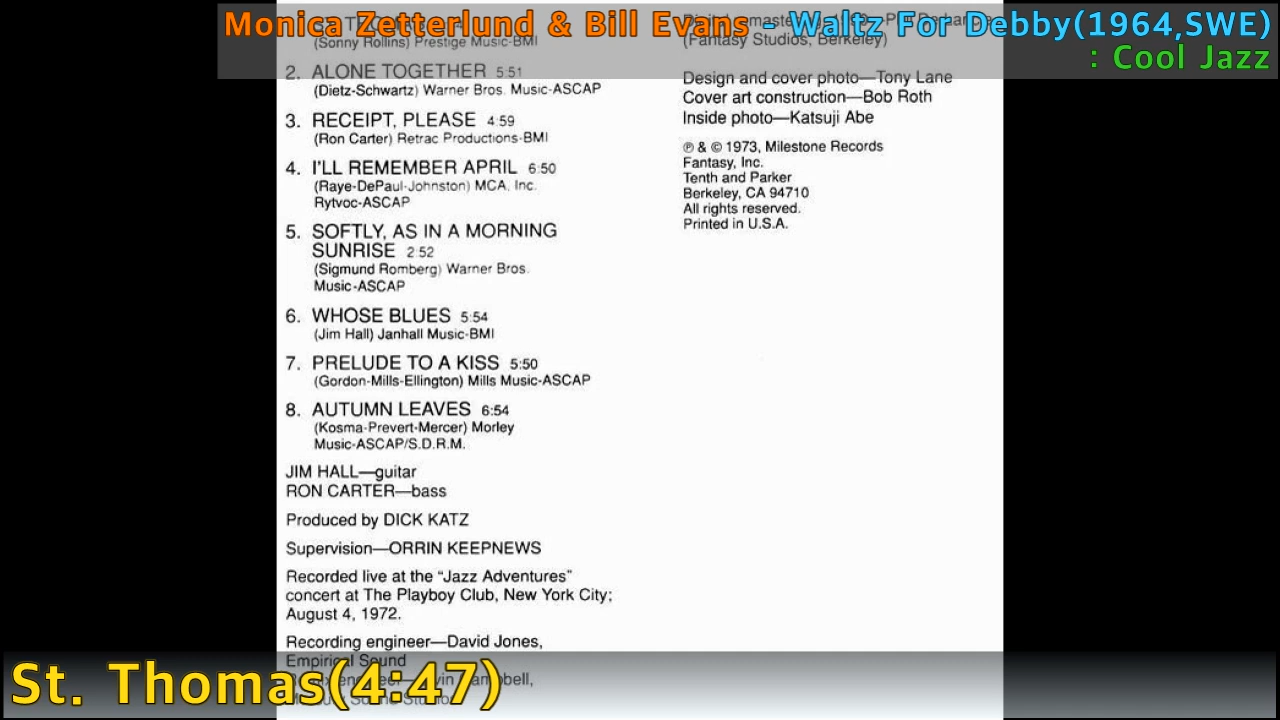 Monica Zetterlund & Bill Evans - Waltz For Debby(1964,SWE)
: Cool Jazz
(Sonny Rollins) Prestige Music-BMI
2. ALONE TOGETHER 5:51
(Dietz-Schwartz) Warner Bros. Music-ASCAP
3. RECEIPT, PLEASE 4:59
(Ron Carter) Retrac Productions-BMI
4. I'LL REMEMBER APRIL 6:50
(Raye-DePaul-Johnston) MCA, Inc.
Rytvoc-ASCAP
5. SOFTLY, AS IN A MORNING
SUNRISE 2:52
(Sigmund Romberg) Warner Bros.
Music-ASCAP
6. WHOSE BLUES 5:54
(Jim Hall) Janhall Music-BMI
7. PRELUDE TO A KISS 5:50
(Gordon-Mills-Ellington) Mills Music-ASCAP
8. AUTUMN LEAVES 6:54
(Kosma-Prevert-Mercer) Morley
Music-ASCAP/S.D.R.M.
JIM HALL—guitar
RON CARTER—bass
Produced by DICK KATZ
Supervision—ORRIN KEEPNEWS
Recorded live at the “Jazz Adventures”
concert at The Playboy Club, New York City;
August 4, 1972.
Recording engineer—David Jones,
Empirical Sound
(Fantasy Studios, Berkeley)
Design and cover photo—Tony Lane
Cover art construction—Bob Roth
Inside photo—Katsuji Abe
℗ & © 1973, Milestone Records
Fantasy, Inc.
Tenth and Parker
Berkeley, CA 94710
All rights reserved.
Printed in U.S.A.
St. Thomas(4:47)